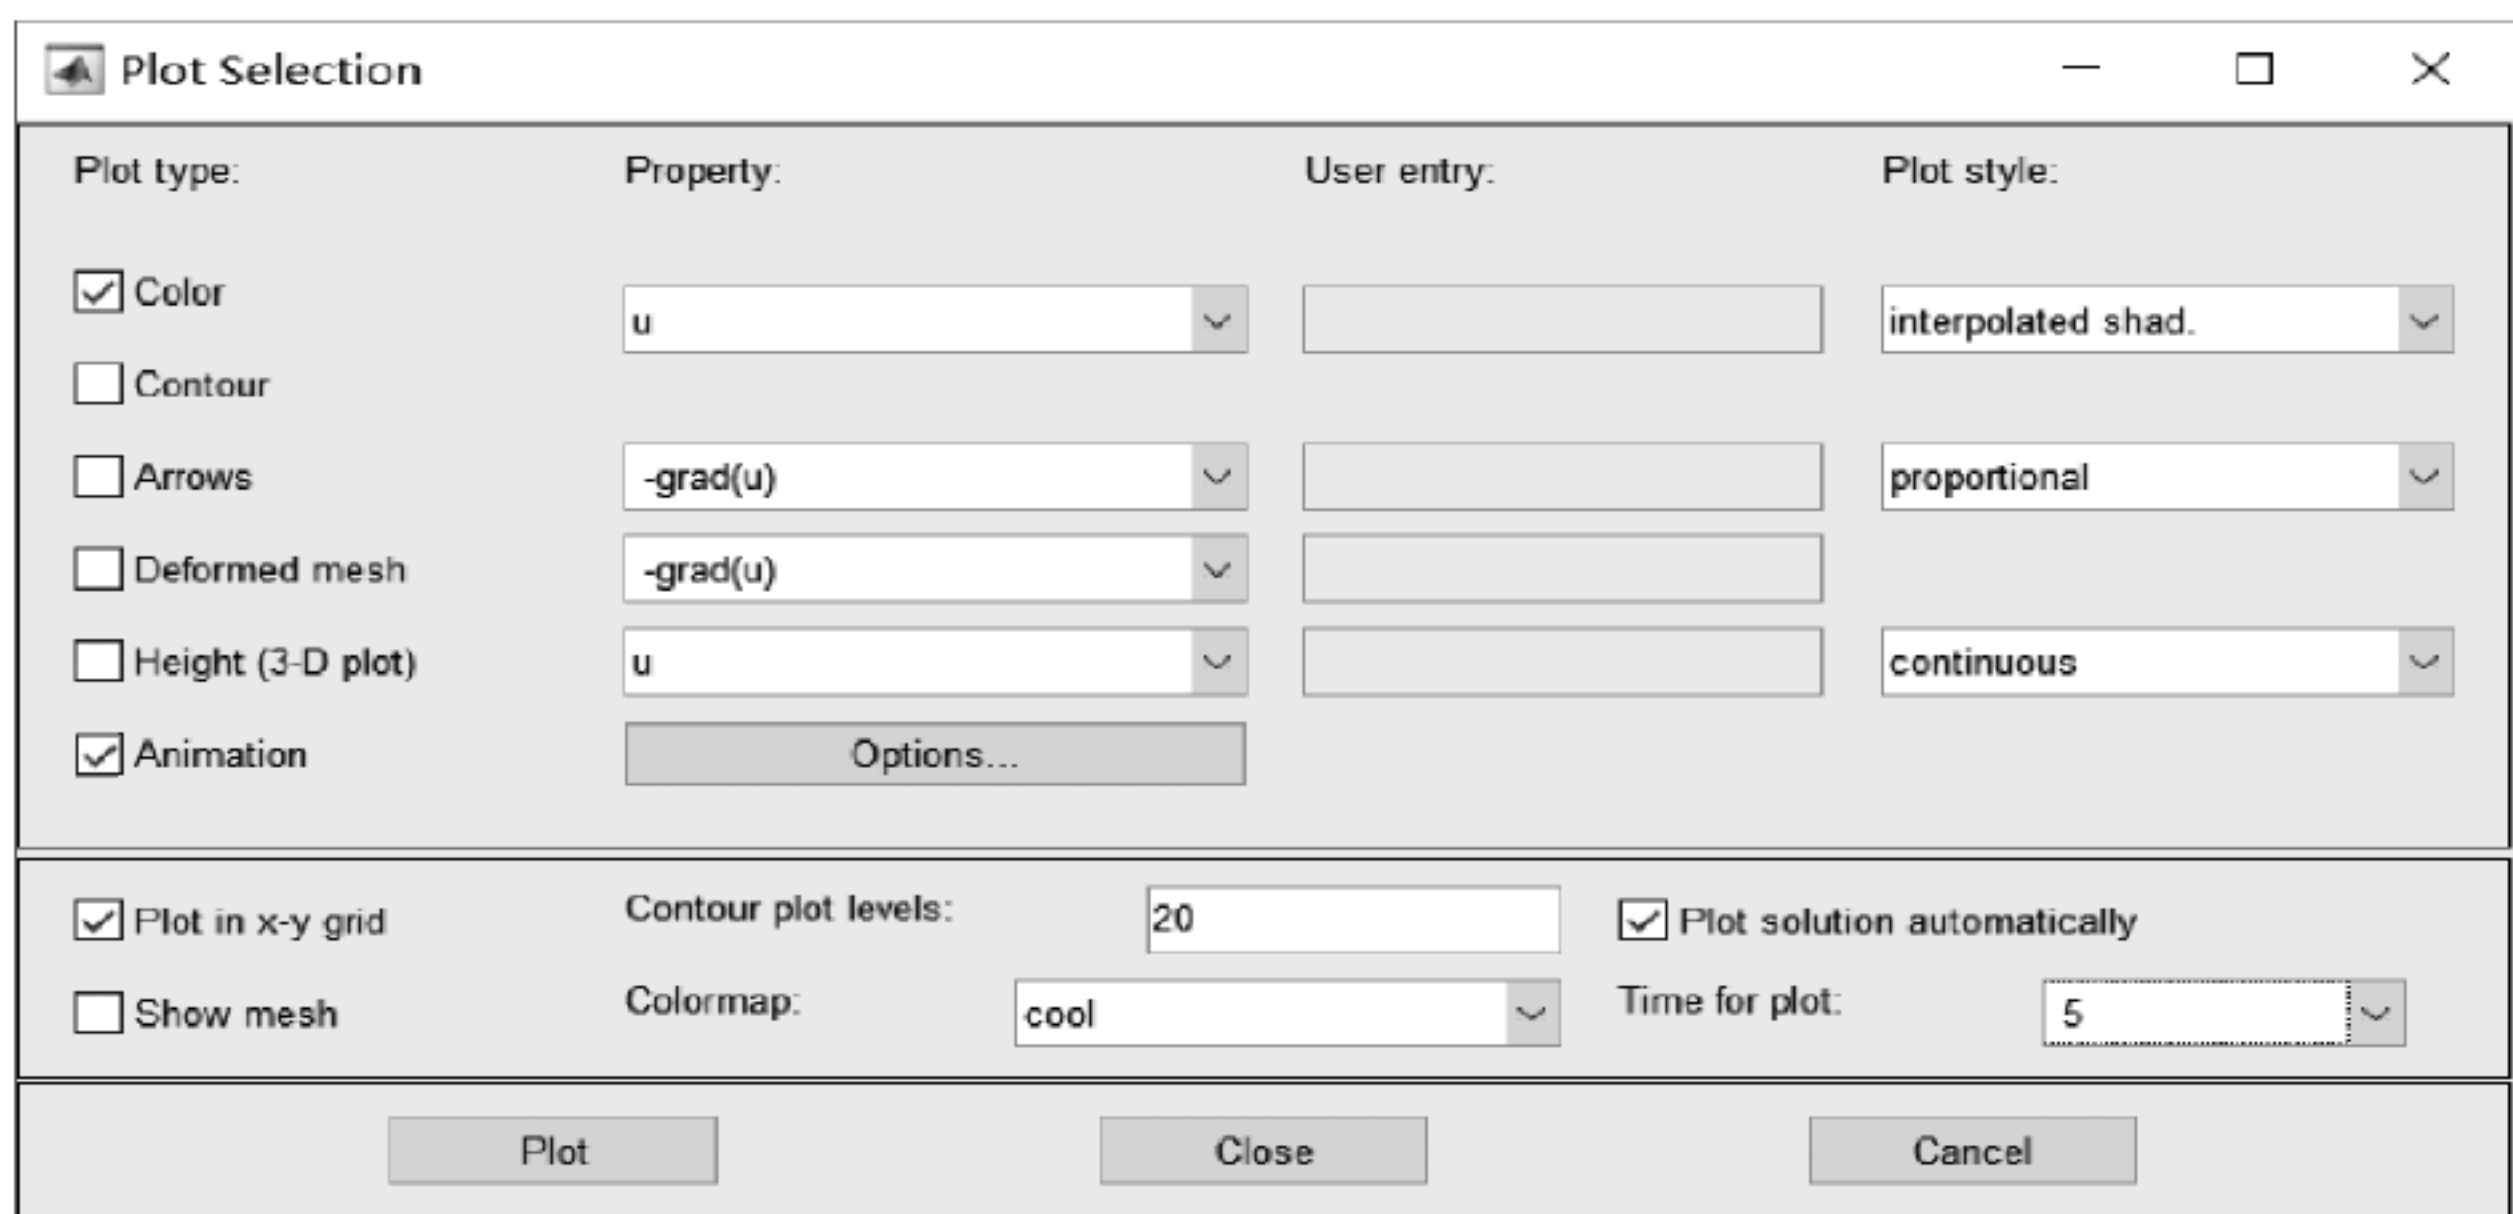 Plot Selection
Plot type: Property: User entry: Plot style:
Color u interpolated shad.
Contour
Arrows -grad(u) proportional
Deformed mesh -grad(u)
Height (3-D plot) u continuous
Animation Options...
Plot in x-y grid Contour plot levels: 20 Plot solution automatically
Show mesh Colormap: cool Time for plot: 5
Plot Close Cancel